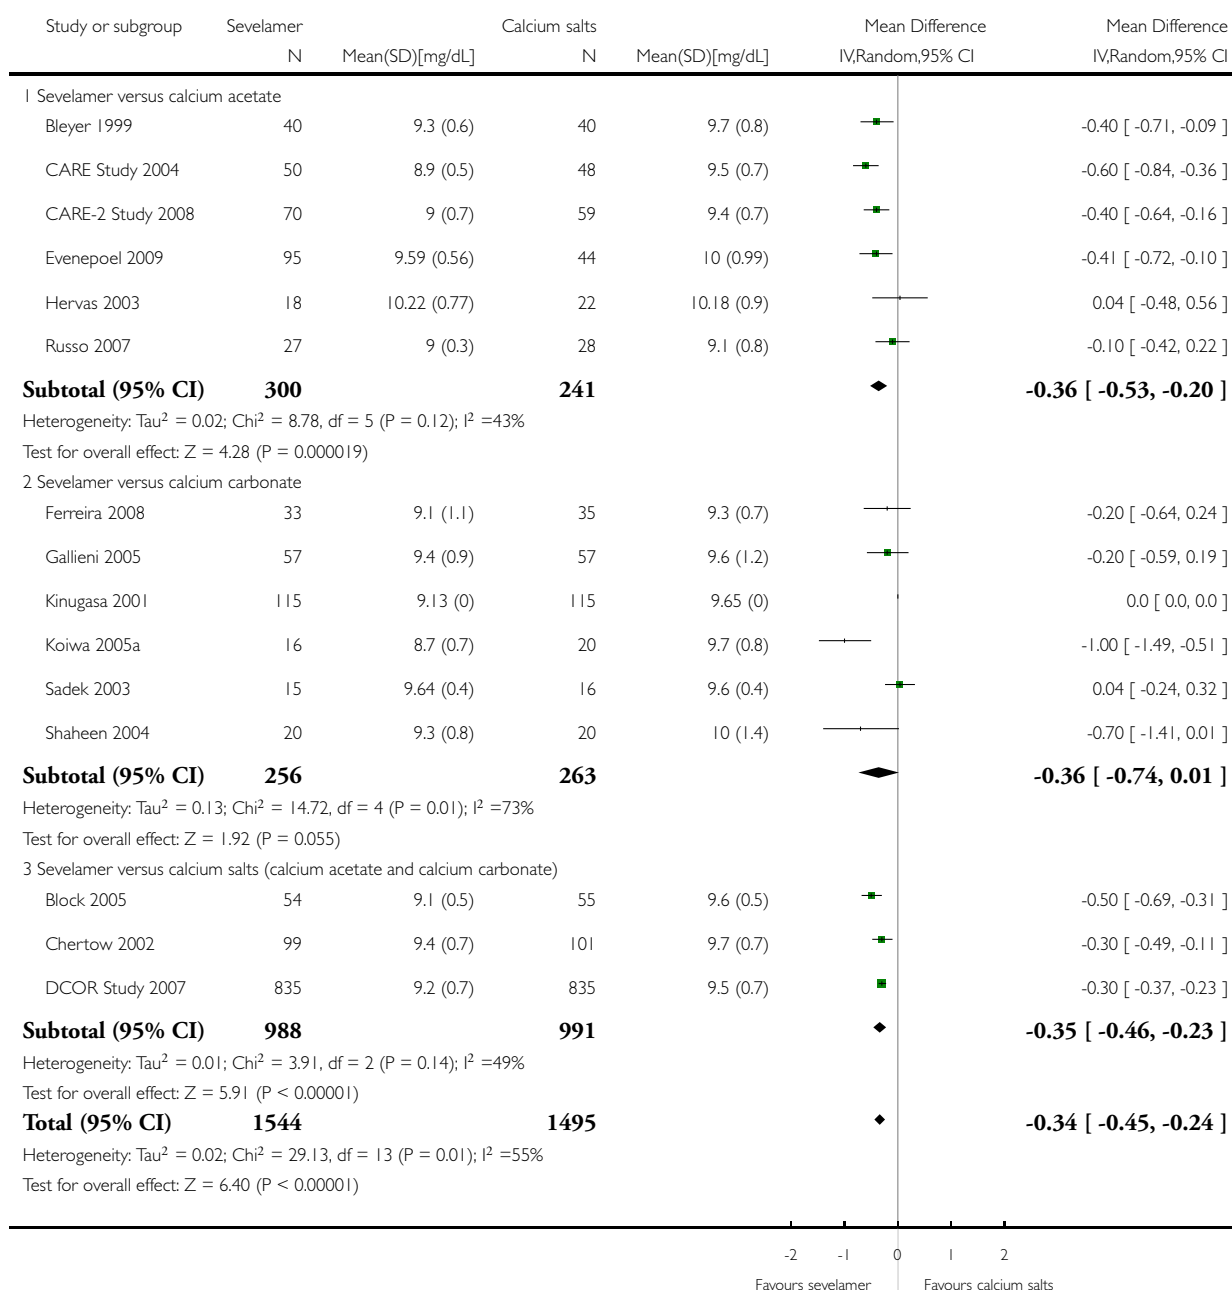 Study or subgroup Sevelamer Calcium salts Mean Difference Mean Difference
N Mean(SD)[mg/dL] N Mean(SD)[mg/dL] IV,Random,95% CI IV,Random,95% CI
1 Sevelamer versus calcium acetate
Bleyer 1999 40 9.3 (0.6) 40 9.7 (0.8) -0.40 [ -0.71, -0.09 ]
CARE Study 2004 50 8.9 (0.5) 48 9.5 (0.7) -0.60 [ -0.84, -0.36 ]
CARE-2 Study 2008 70 9 (0.7) 59 9.4 (0.7) -0.40 [ -0.64, -0.16 ]
Evenepoel 2009 95 9.59 (0.56) 44 10 (0.99) -0.41 [ -0.72, -0.10 ]
Hervas 2003 18 10.22 (0.77) 22 10.18 (0.9) 0.04 [ -0.48, 0.56 ]
Russo 2007 27 9 (0.3) 28 9.1 (0.8) -0.10 [ -0.42, 0.22 ]
Subtotal (95% CI) 300 241 -0.36 [ -0.53, -0.20 ]
Heterogeneity: Tau² = 0.02; Chi² = 8.78, df = 5 (P = 0.12); I² =43%
Test for overall effect: Z = 4.28 (P = 0.000019)
2 Sevelamer versus calcium carbonate
Ferreira 2008 33 9.1 (1.1) 35 9.3 (0.7) -0.20 [ -0.64, 0.24 ]
Gallieni 2005 57 9.4 (0.9) 57 9.6 (1.2) -0.20 [ -0.59, 0.19 ]
Kinugasa 2001 115 9.13 (0) 115 9.65 (0) 0.0 [ 0.0, 0.0 ]
Koiwa 2005a 16 8.7 (0.7) 20 9.7 (0.8) -1.00 [ -1.49, -0.51 ]
Sadek 2003 15 9.64 (0.4) 16 9.6 (0.4) 0.04 [ -0.24, 0.32 ]
Shaheen 2004 20 9.3 (0.8) 20 10 (1.4) -0.70 [ -1.41, 0.01 ]
Subtotal (95% CI) 256 263 -0.36 [ -0.74, 0.01 ]
Heterogeneity: Tau² = 0.13; Chi² = 14.72, df = 4 (P = 0.01); I² =73%
Test for overall effect: Z = 1.92 (P = 0.055)
3 Sevelamer versus calcium salts (calcium acetate and calcium carbonate)
Block 2005 54 9.1 (0.5) 55 9.6 (0.5) -0.50 [ -0.69, -0.31 ]
Chertow 2002 99 9.4 (0.7) 101 9.7 (0.7) -0.30 [ -0.49, -0.11 ]
DCOR Study 2007 835 9.2 (0.7) 835 9.5 (0.7) -0.30 [ -0.37, -0.23 ]
Subtotal (95% CI) 988 991 -0.35 [ -0.46, -0.23 ]
Heterogeneity: Tau² = 0.01; Chi² = 3.91, df = 2 (P = 0.14); I² =49%
Test for overall effect: Z = 5.91 (P < 0.00001)
Total (95% CI) 1544 1495 -0.34 [ -0.45, -0.24 ]
Heterogeneity: Tau² = 0.02; Chi² = 29.13, df = 13 (P = 0.01); I² =55%
Test for overall effect: Z = 6.40 (P < 0.00001)
-2 -1 0 1 2
Favours sevelamer Favours calcium salts